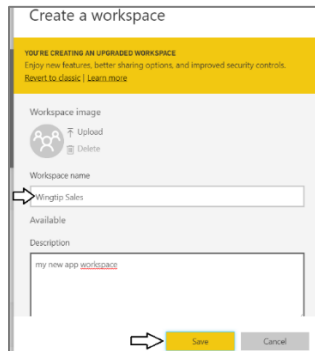 Create a workspace
YOU'RE CREATING AN UPGRADED WORKSPACE
Enjoy new features, better sharing options, and improved security controls.
Revert to classic | Learn more
Workspace image
Upload
Delete
Workspace name
Wingtip Sales
Available
Description
my new app workspace
Save Cancel